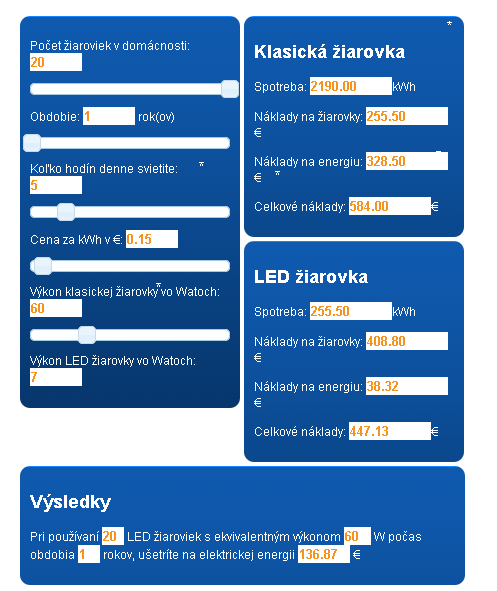 Počet žiaroviek v domácnosti:
20
Obdobie: 1 rok(ov)
Koľko hodín denne svietite:
5
Cena za kWh v €: 0.15
Výkon klasickej žiarovky vo Watoch:
60
Výkon LED žiarovky vo Watoch:
7
Klasická žiarovka
Spotreba: 2190.00 kWh
Náklady na žiarovky: 255.50
€
Náklady na energiu: 328.50
€
Celkové náklady: 584.00 €
LED žiarovka
Spotreba: 255.50 kWh
Náklady na žiarovky: 408.80
€
Náklady na energiu: 38.32
€
Celkové náklady: 447.13 €
Výsledky
Pri používaní 20 LED žiaroviek s ekvivalentným výkonom 60 W počas
obdobia 1 rokov, ušetríte na elektrickej energii 136.87 €